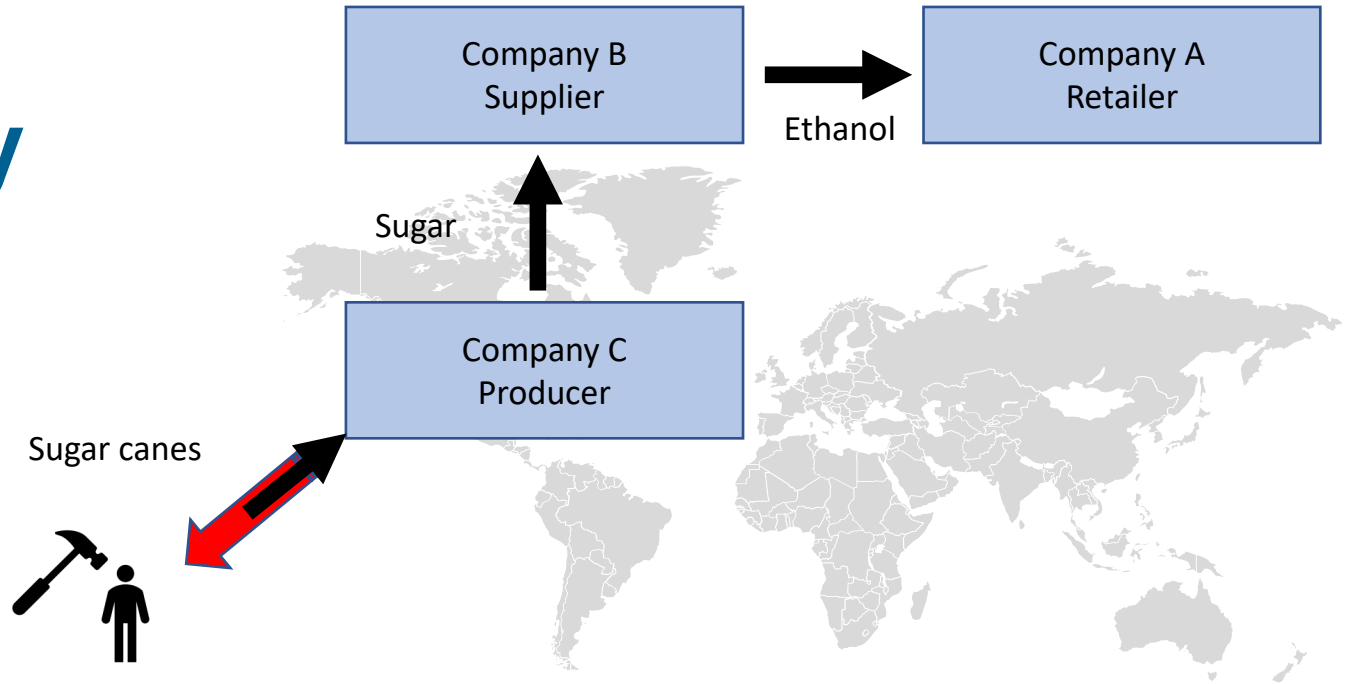 Company B
Supplier
Company A
Retailer
Ethanol
Sugar
Company C
Producer
Sugar canes